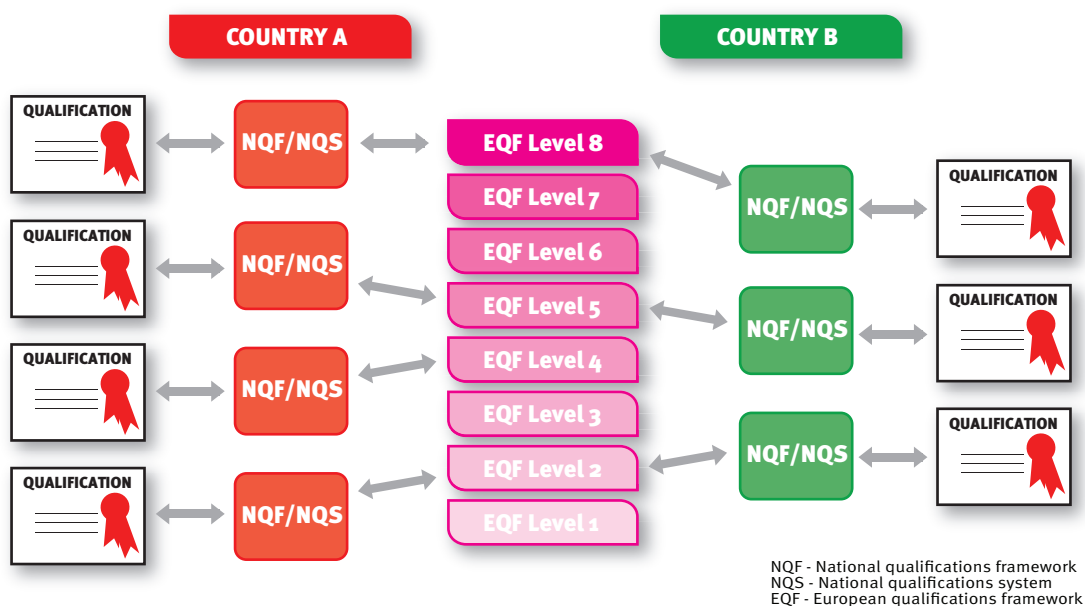 COUNTRY A
COUNTRY B
QUALIFICATION
NQF/NQS
EQF Level 8
QUALIFICATION
NQF/NQS
EQF Level 7
NQF/NQS
QUALIFICATION
QUALIFICATION
NQF/NQS
EQF Level 6
EQF Level 5
NQF/NQS
QUALIFICATION
NQF/NQS
EQF Level 4
EQF Level 3
QUALIFICATION
NQF/NQS
QUALIFICATION
NQF/NQS
EQF Level 2
EQF Level 1
NQF - National qualifications framework
NQS - National qualifications system
EQF - European qualifications framework